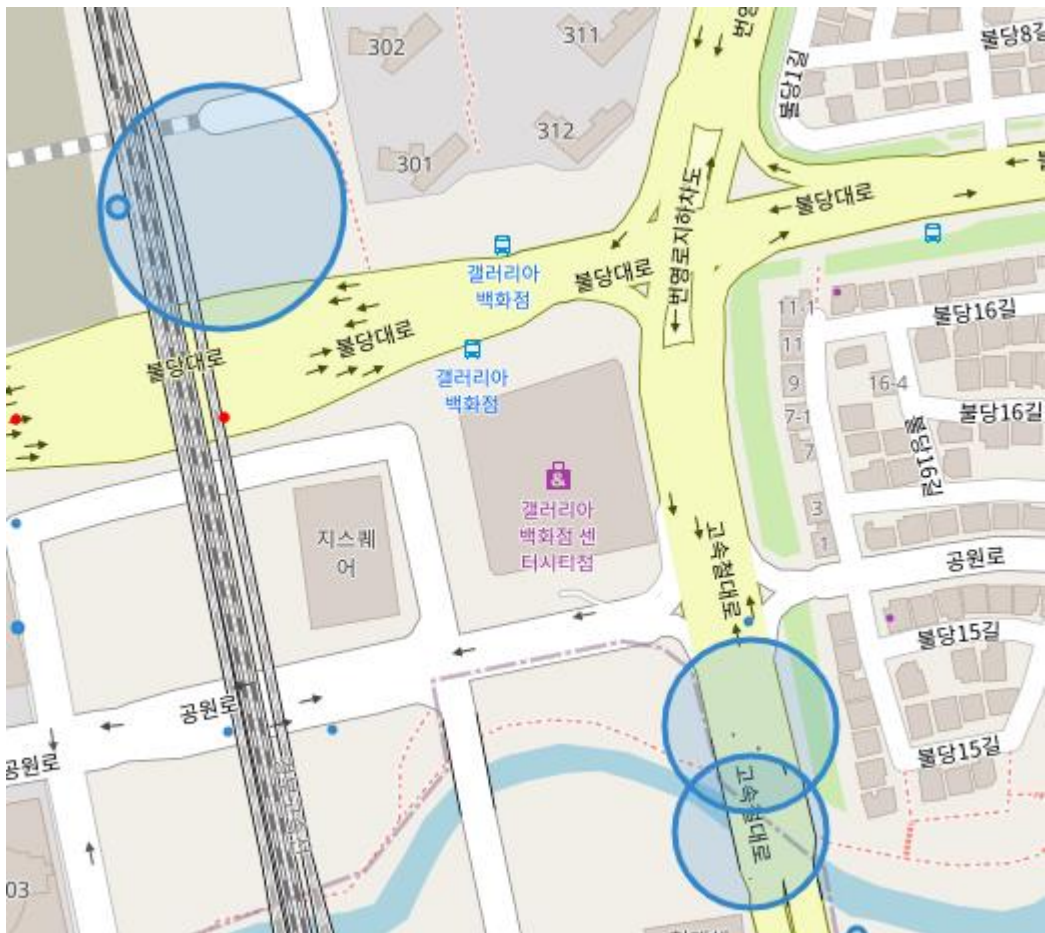 302
311
번영
불당8길
불당1길
312
301
불당대로
번영로지하차도
갤러리아
백화점
불당대로
불당대로
불당대로
갤러리아
백화점
11-1
불당16길
11
9
16-4
7-1
불당16길
7
불당16길
갤러리아
백화점 센
터시티점
지스퀘
어
3
1
고속철대로
공원로
불당15길
공원로
불당15길
공원로
고속철대로
03